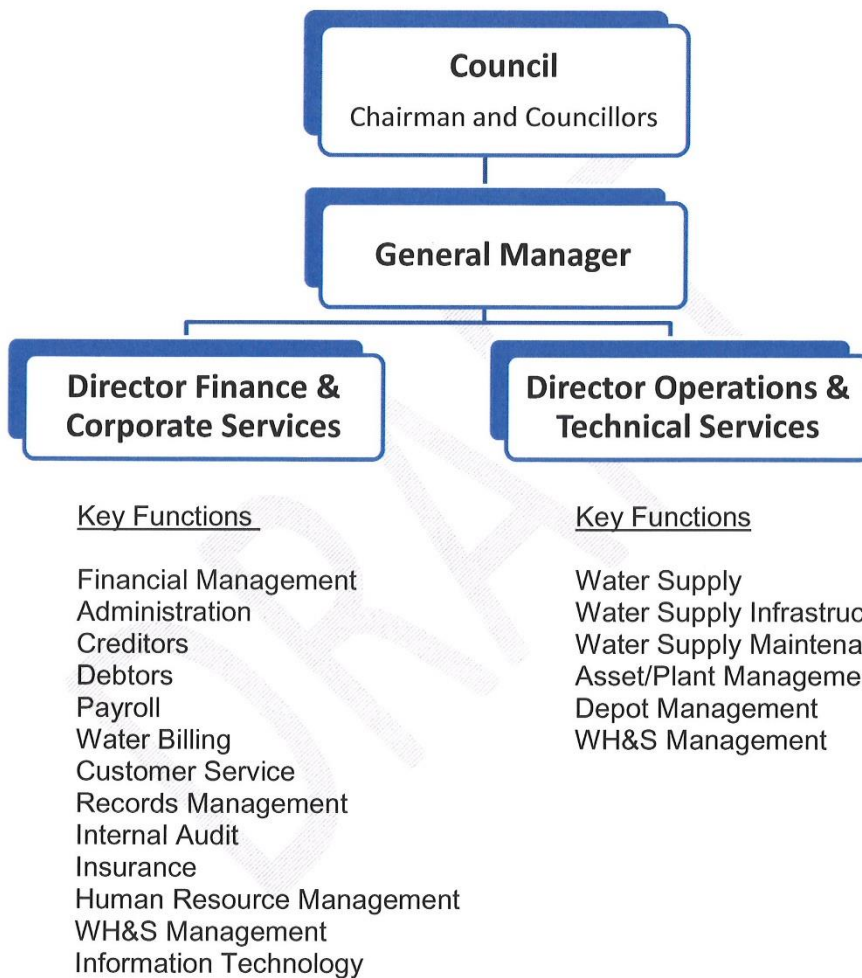 Council
Chairman and Councillors
General Manager
Director Finance &
Corporate Services
Director Operations &
Technical Services
Key Functions
Financial Management
Administration
Creditors
Debtors
Payroll
Water Billing
Customer Service
Records Management
Internal Audit
Insurance
Human Resource Management
WH&S Management
Information Technology
Key Functions
Water Supply
Water Supply Infrastruc
Water Supply Maintena
Asset/Plant Manageme
Depot Management
WH&S Management
DRAFT